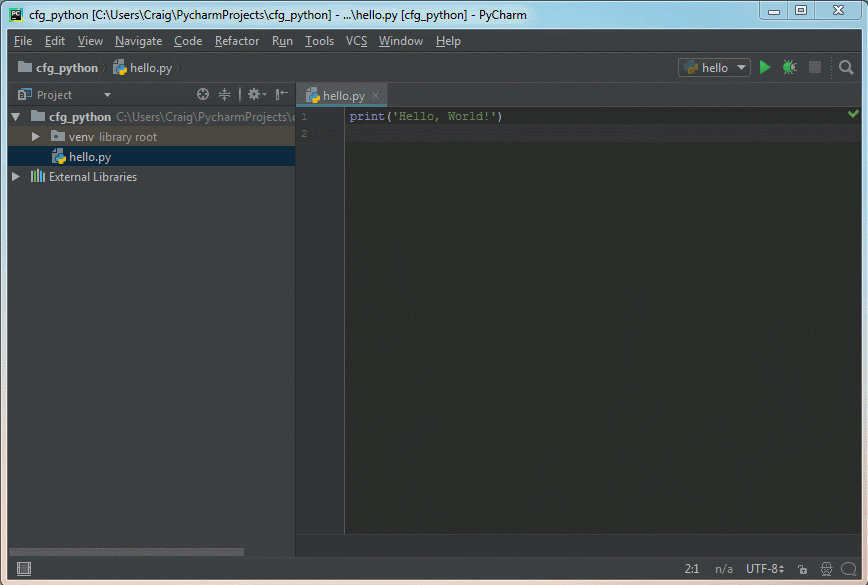 cfg_python [C:\Users\Craig\PycharmProjects\cfg_python] - ...\hello.py [cfg_python] - PyCharm
File Edit View Navigate Code Refactor Run Tools VCS Window Help
cfg_python hello.py hello
Project
hello.py
cfg_python C:\Users\Craig\PycharmProjects\c
venv library root
hello.py
External Libraries
1 print('Hello, World!')
2
2:1 n/a UTF-8